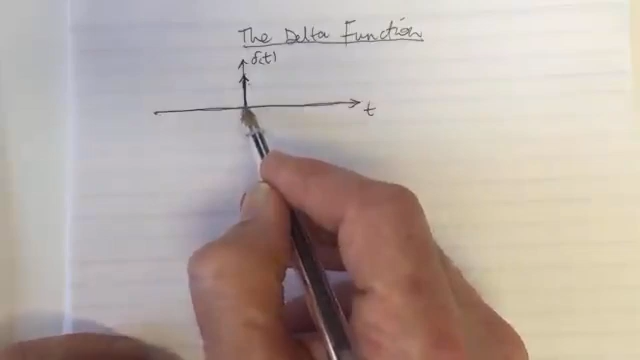 The Delta Function
δ(t)
t